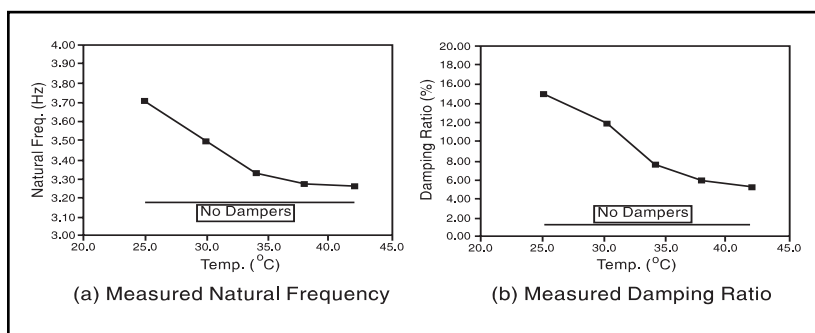 4.00
3.90
3.80
3.70
3.60
3.50
3.40
3.30
3.20
3.10
3.00
Natural Freq. (Hz)
No Dampers
20.0 25.0 30.0 35.0 40.0 45.0
Temp. (°C)
(a) Measured Natural Frequency
20.00
18.00
16.00
14.00
12.00
10.00
8.00
6.00
4.00
2.00
0.00
Damping Ratio (%)
No Dampers
20.0 25.0 30.0 35.0 40.0 45.0
Temp. (°C)
(b) Measured Damping Ratio